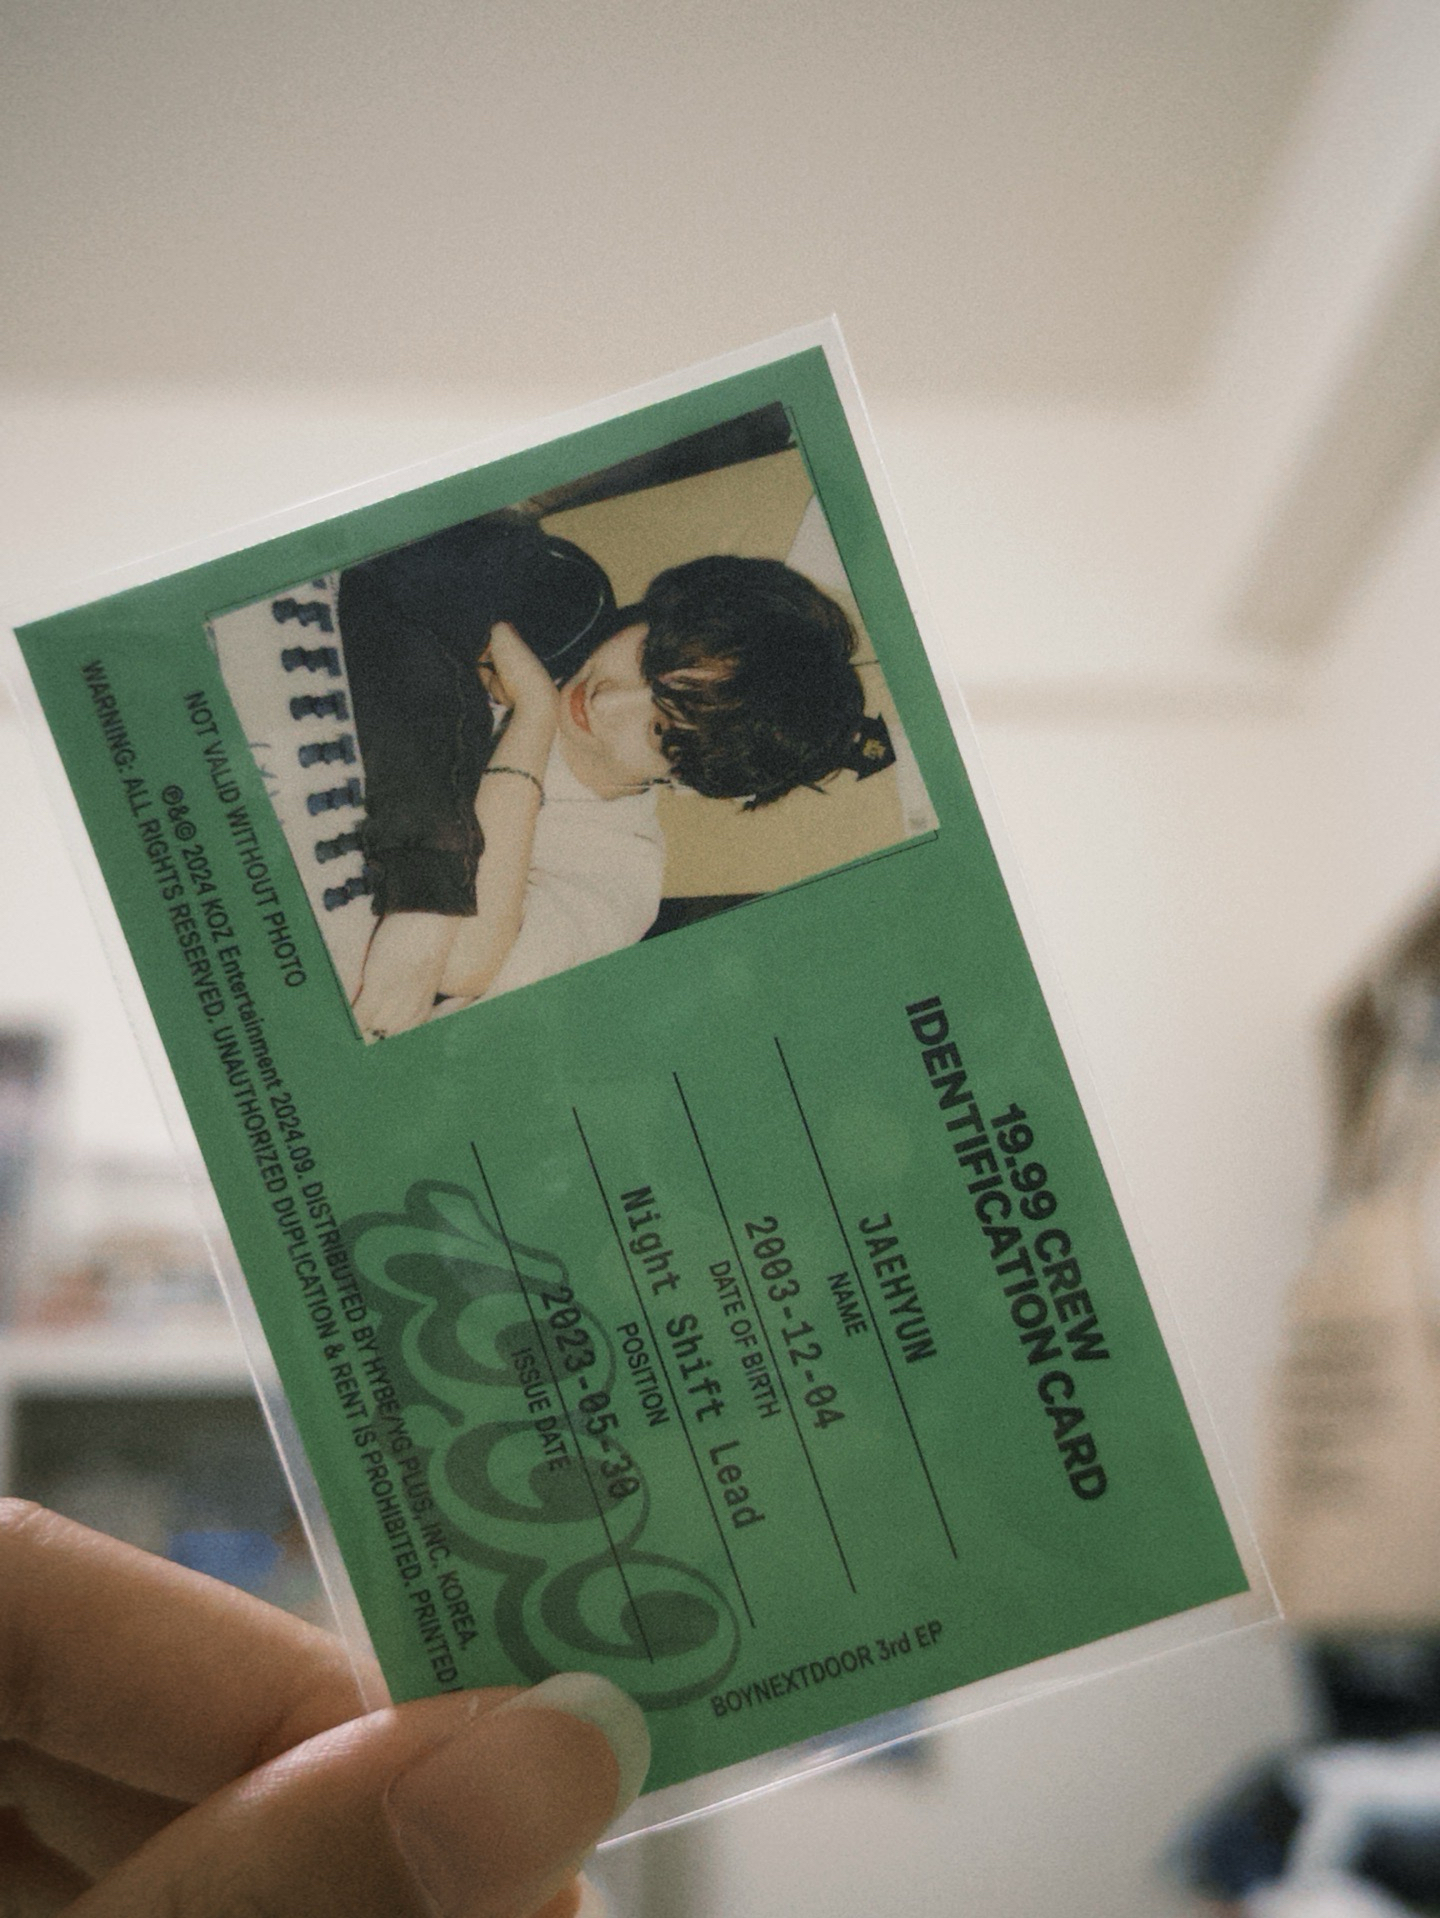 19.99 CREW
IDENTIFICATION CARD
JAEHYUN
NAME
2003-12-04
DATE OF BIRTH
Night Shift Lead
POSITION
2023-05-30
ISSUE DATE
NOT VALID WITHOUT PHOTO
℗&© 2024 KOZ Entertainment 2024.09. DISTRIBUTED BY HYBE/YG PLUS, INC. KOREA.
WARNING: ALL RIGHTS RESERVED. UNAUTHORIZED DUPLICATION & RENT IS PROHIBITED. PRINTED
BOYNEXTDOOR 3rd EP